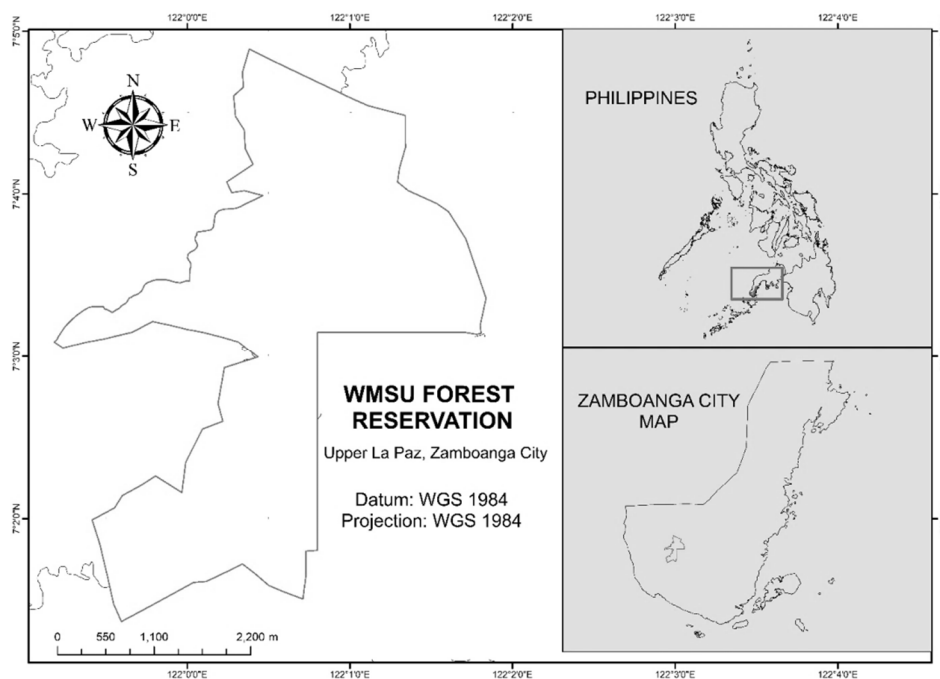 122°0'0"E 122°1'0"E 122°2'0"E 122°3'0"E 122°4'0"E
7°5'0"N
7°4'0"N
7°3'0"N
7°2'0"N
N
W E
S
WMSU FOREST
RESERVATION
Upper La Paz, Zamboanga City
Datum: WGS 1984
Projection: WGS 1984
0 550 1,100 2,200 m
PHILIPPINES
ZAMBOANGA CITY
MAP
122°0'0"E 122°1'0"E 122°2'0"E 122°3'0"E 122°4'0"E